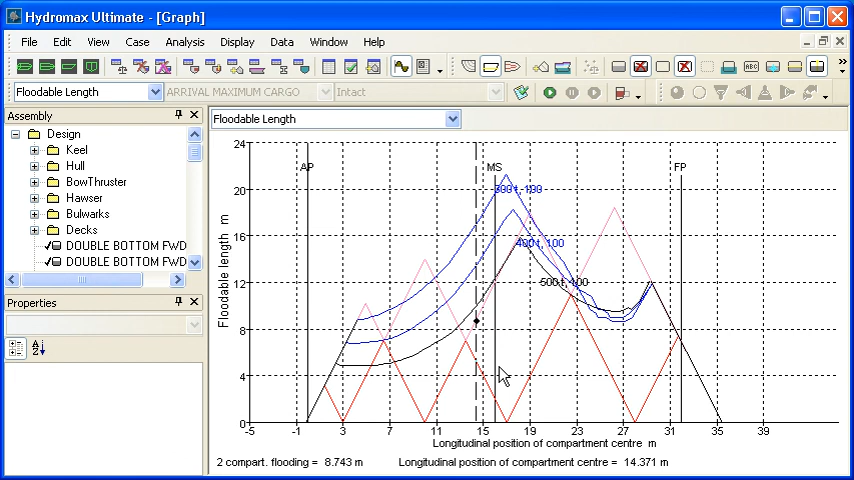 Hydromax Ultimate - [Graph]
File Edit View Case Analysis Display Data Window Help
ABC
Floodable Length ARRIVAL MAXIMUM CARGO Intact
Assembly
Design
Keel
Hull
BowThruster
Hawser
Bulwarks
Decks
DOUBLE BOTTOM FWD
DOUBLE BOTTOM FWD
Properties
Floodable Length
24
20
16
12
8
4
0
Floodable length m
AP MS FP
300 t, 100
400 t, 100
500 t, 100
-5 -1 3 7 11 15 19 23 27 31 35 39
Longitudinal position of compartment centre m
2 compart. flooding = 8.743 m Longitudinal position of compartment centre = 14.371 m